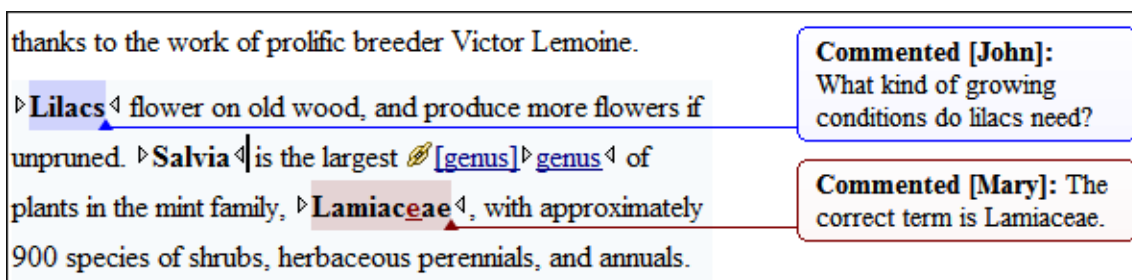 thanks to the work of prolific breeder Victor Lemoine.
Lilacs flower on old wood, and produce more flowers if
unpruned. Salvia is the largest [genus] genus of
plants in the mint family, Lamiaceae, with approximately
900 species of shrubs, herbaceous perennials, and annuals.
Commented [John]:
What kind of growing
conditions do lilacs need?
Commented [Mary]: The
correct term is Lamiaceae.